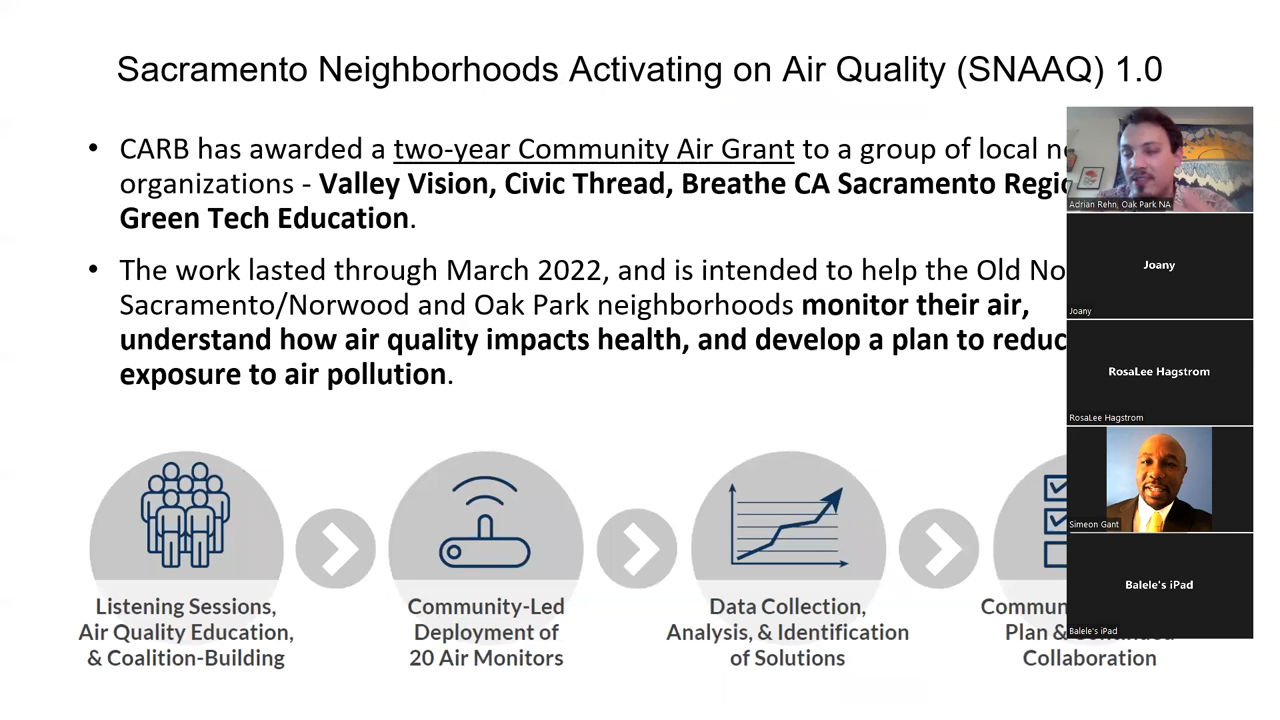 Sacramento Neighborhoods Activating on Air Quality (SNAAQ) 1.0
• CARB has awarded a two-year Community Air Grant to a group of local
organizations - Valley Vision, Civic Thread, Breathe CA Sacramento
Green Tech Education.
• The work lasted through March 2022, and is intended to help the Old
Sacramento/Norwood and Oak Park neighborhoods monitor their air,
understand how air quality impacts health, and develop a plan to
exposure to air pollution.
Adrian Rehn, Oak Park NA
Joany
Joany
RosaLee Hagstrom
RosaLee Hagstrom
Simeon Gant
Balele's iPad
Balele's iPad
Listening Sessions,
Air Quality Education,
& Coalition-Building
Community-Led
Deployment of
20 Air Monitors
Data Collection,
Analysis, & Identification
of Solutions
Plan &
Collaboration